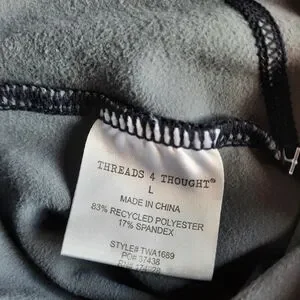 THREADS 4 THOUGHT®
L
MADE IN CHINA
83% RECYCLED POLYESTER
17% SPANDEX
STYLE# TWA1689
PO# 37438